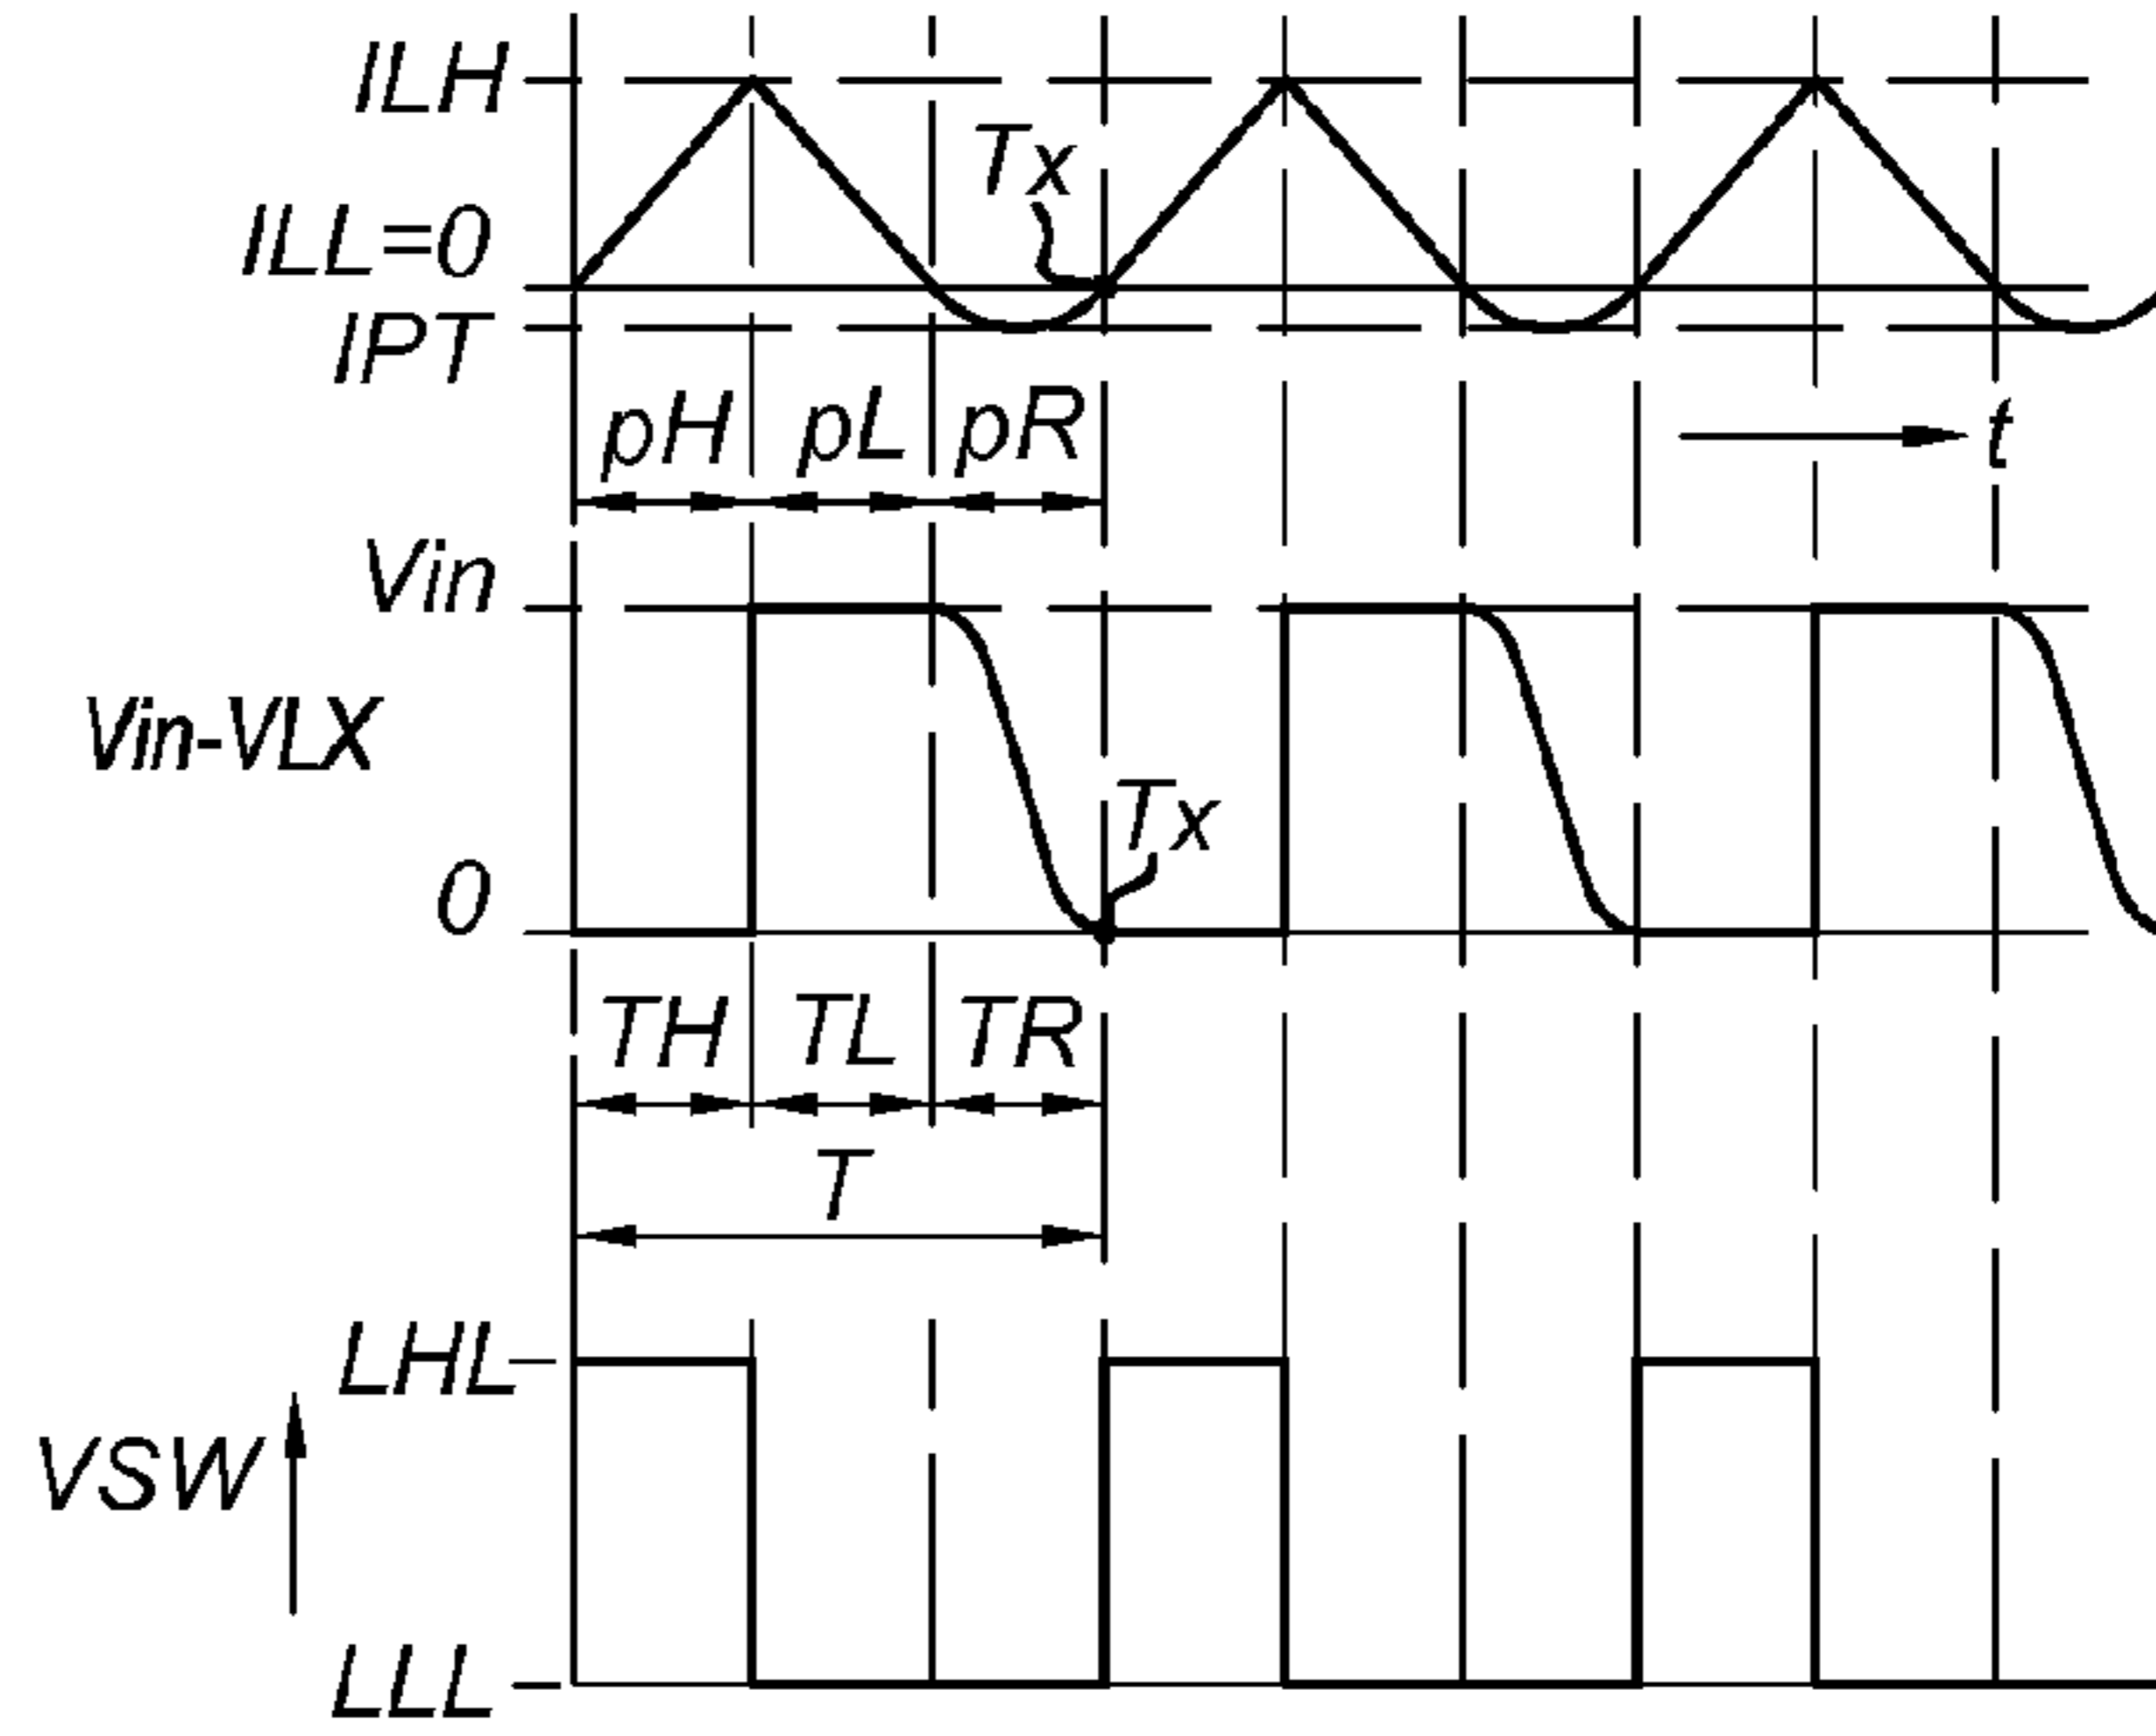 ILH
Tx
ILL=0
IPT
pH pL pR
t
Vin
Vin-VLX
Tx
0
TH TL TR
T
LHL
VSW
LLL